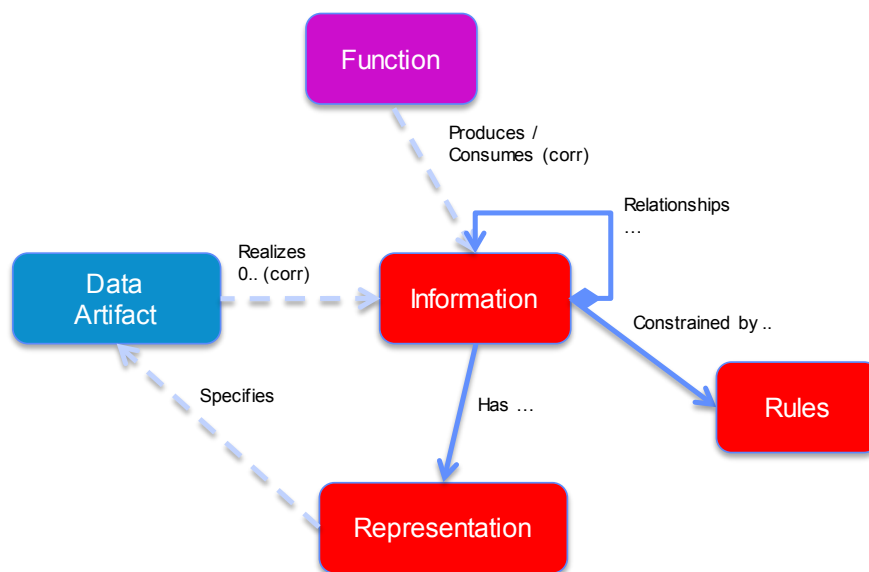 Function
Produces /
Consumes (corr)
Relationships
…
Realizes
0.. (corr)
Data
Artifact
Information
Constrained by ..
Specifies
Has …
Rules
Representation